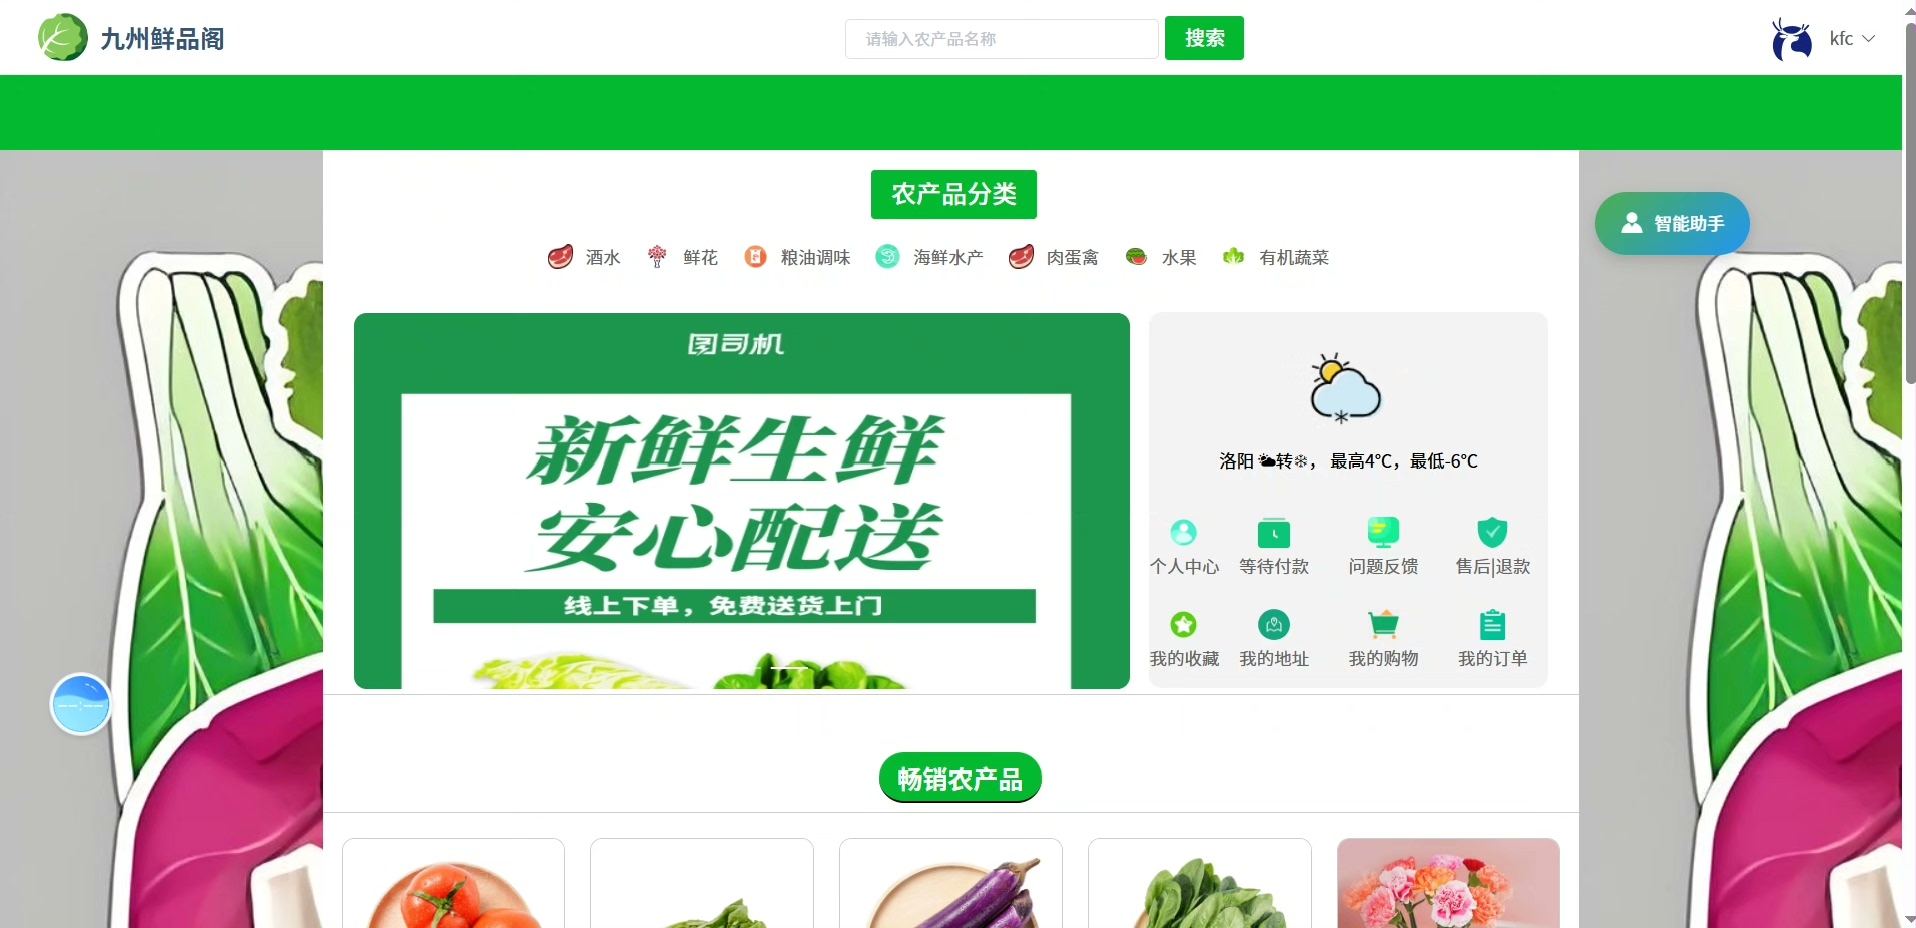 九州鲜品阁
请输入农产品名称
搜索
kfc
农产品分类
智能助手
酒水 鲜花 粮油调味 海鲜水产 肉蛋禽 水果 有机蔬菜
图司机
新鲜生鲜
安心配送
线上下单，免费送货上门
洛阳🌥转❄， 最高4℃，最低-6℃
个人中心 等待付款 问题反馈 售后|退款
我的收藏 我的地址 我的购物 我的订单
--:--
畅销农产品